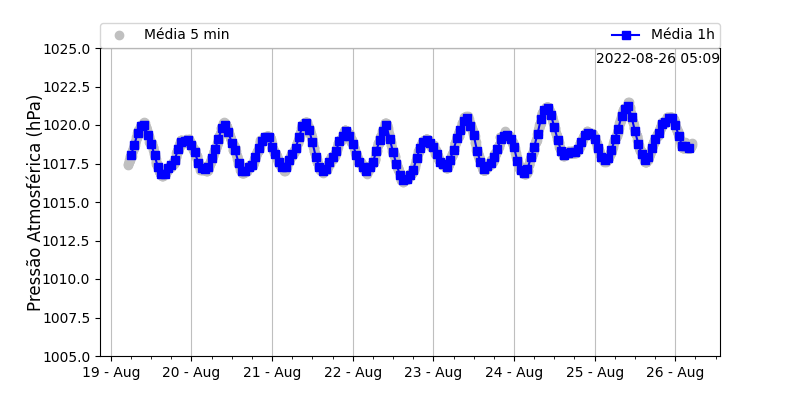 Média 5 min
Média 1h
2022-08-26 05:09
Pressão Atmosférica (hPa)
1025.0
1022.5
1020.0
1017.5
1015.0
1012.5
1010.0
1007.5
1005.0
19 - Aug
20 - Aug
21 - Aug
22 - Aug
23 - Aug
24 - Aug
25 - Aug
26 - Aug